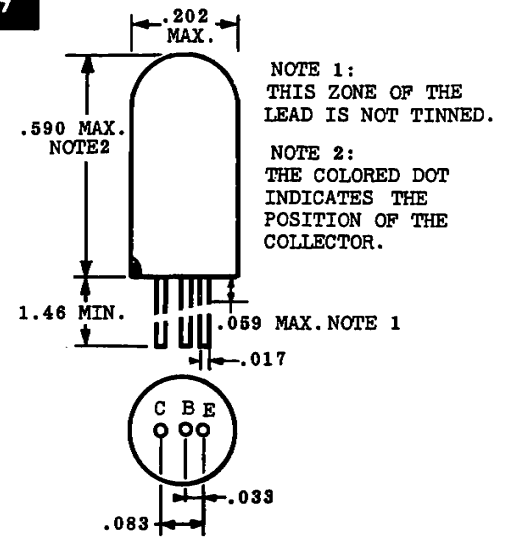 .202
MAX.
NOTE 1:
THIS ZONE OF THE
LEAD IS NOT TINNED.
.590 MAX.
NOTE2
NOTE 2:
THE COLORED DOT
INDICATES THE
POSITION OF THE
COLLECTOR.
1.46 MIN.
.059 MAX. NOTE 1
.017
C B E
.033
.083